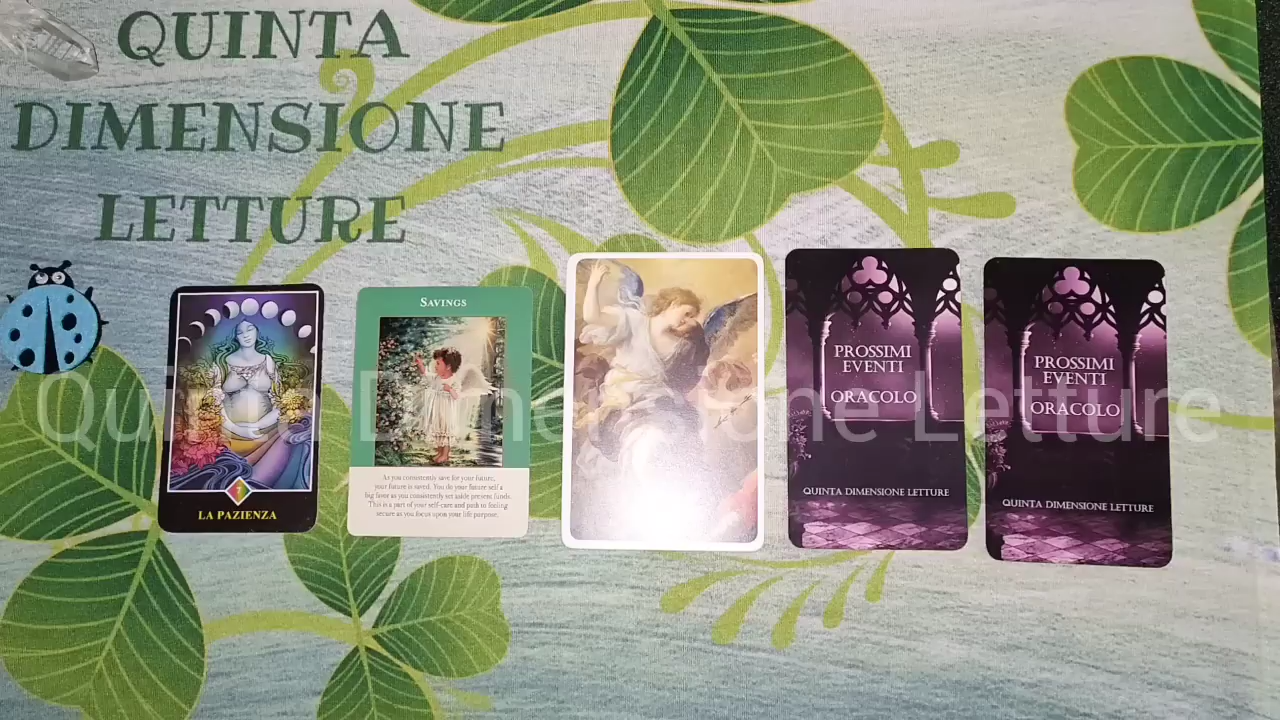 QUINTA
DIMENSIONE
LETTURE
LA PAZIENZA
SAVINGS
As you consistently save for your future,
your future is saved. You do your future self a
big favor as you consistently set aside present funds.
This is a part of your self-care and path to feeling
secure as you focus upon your life purpose.
PROSSIMI
EVENTI
ORACOLO
QUINTA DIMENSIONE LETTURE
PROSSIMI
EVENTI
ORACOLO
QUINTA DIMENSIONE LETTURE
Quinta Dimensione Letture